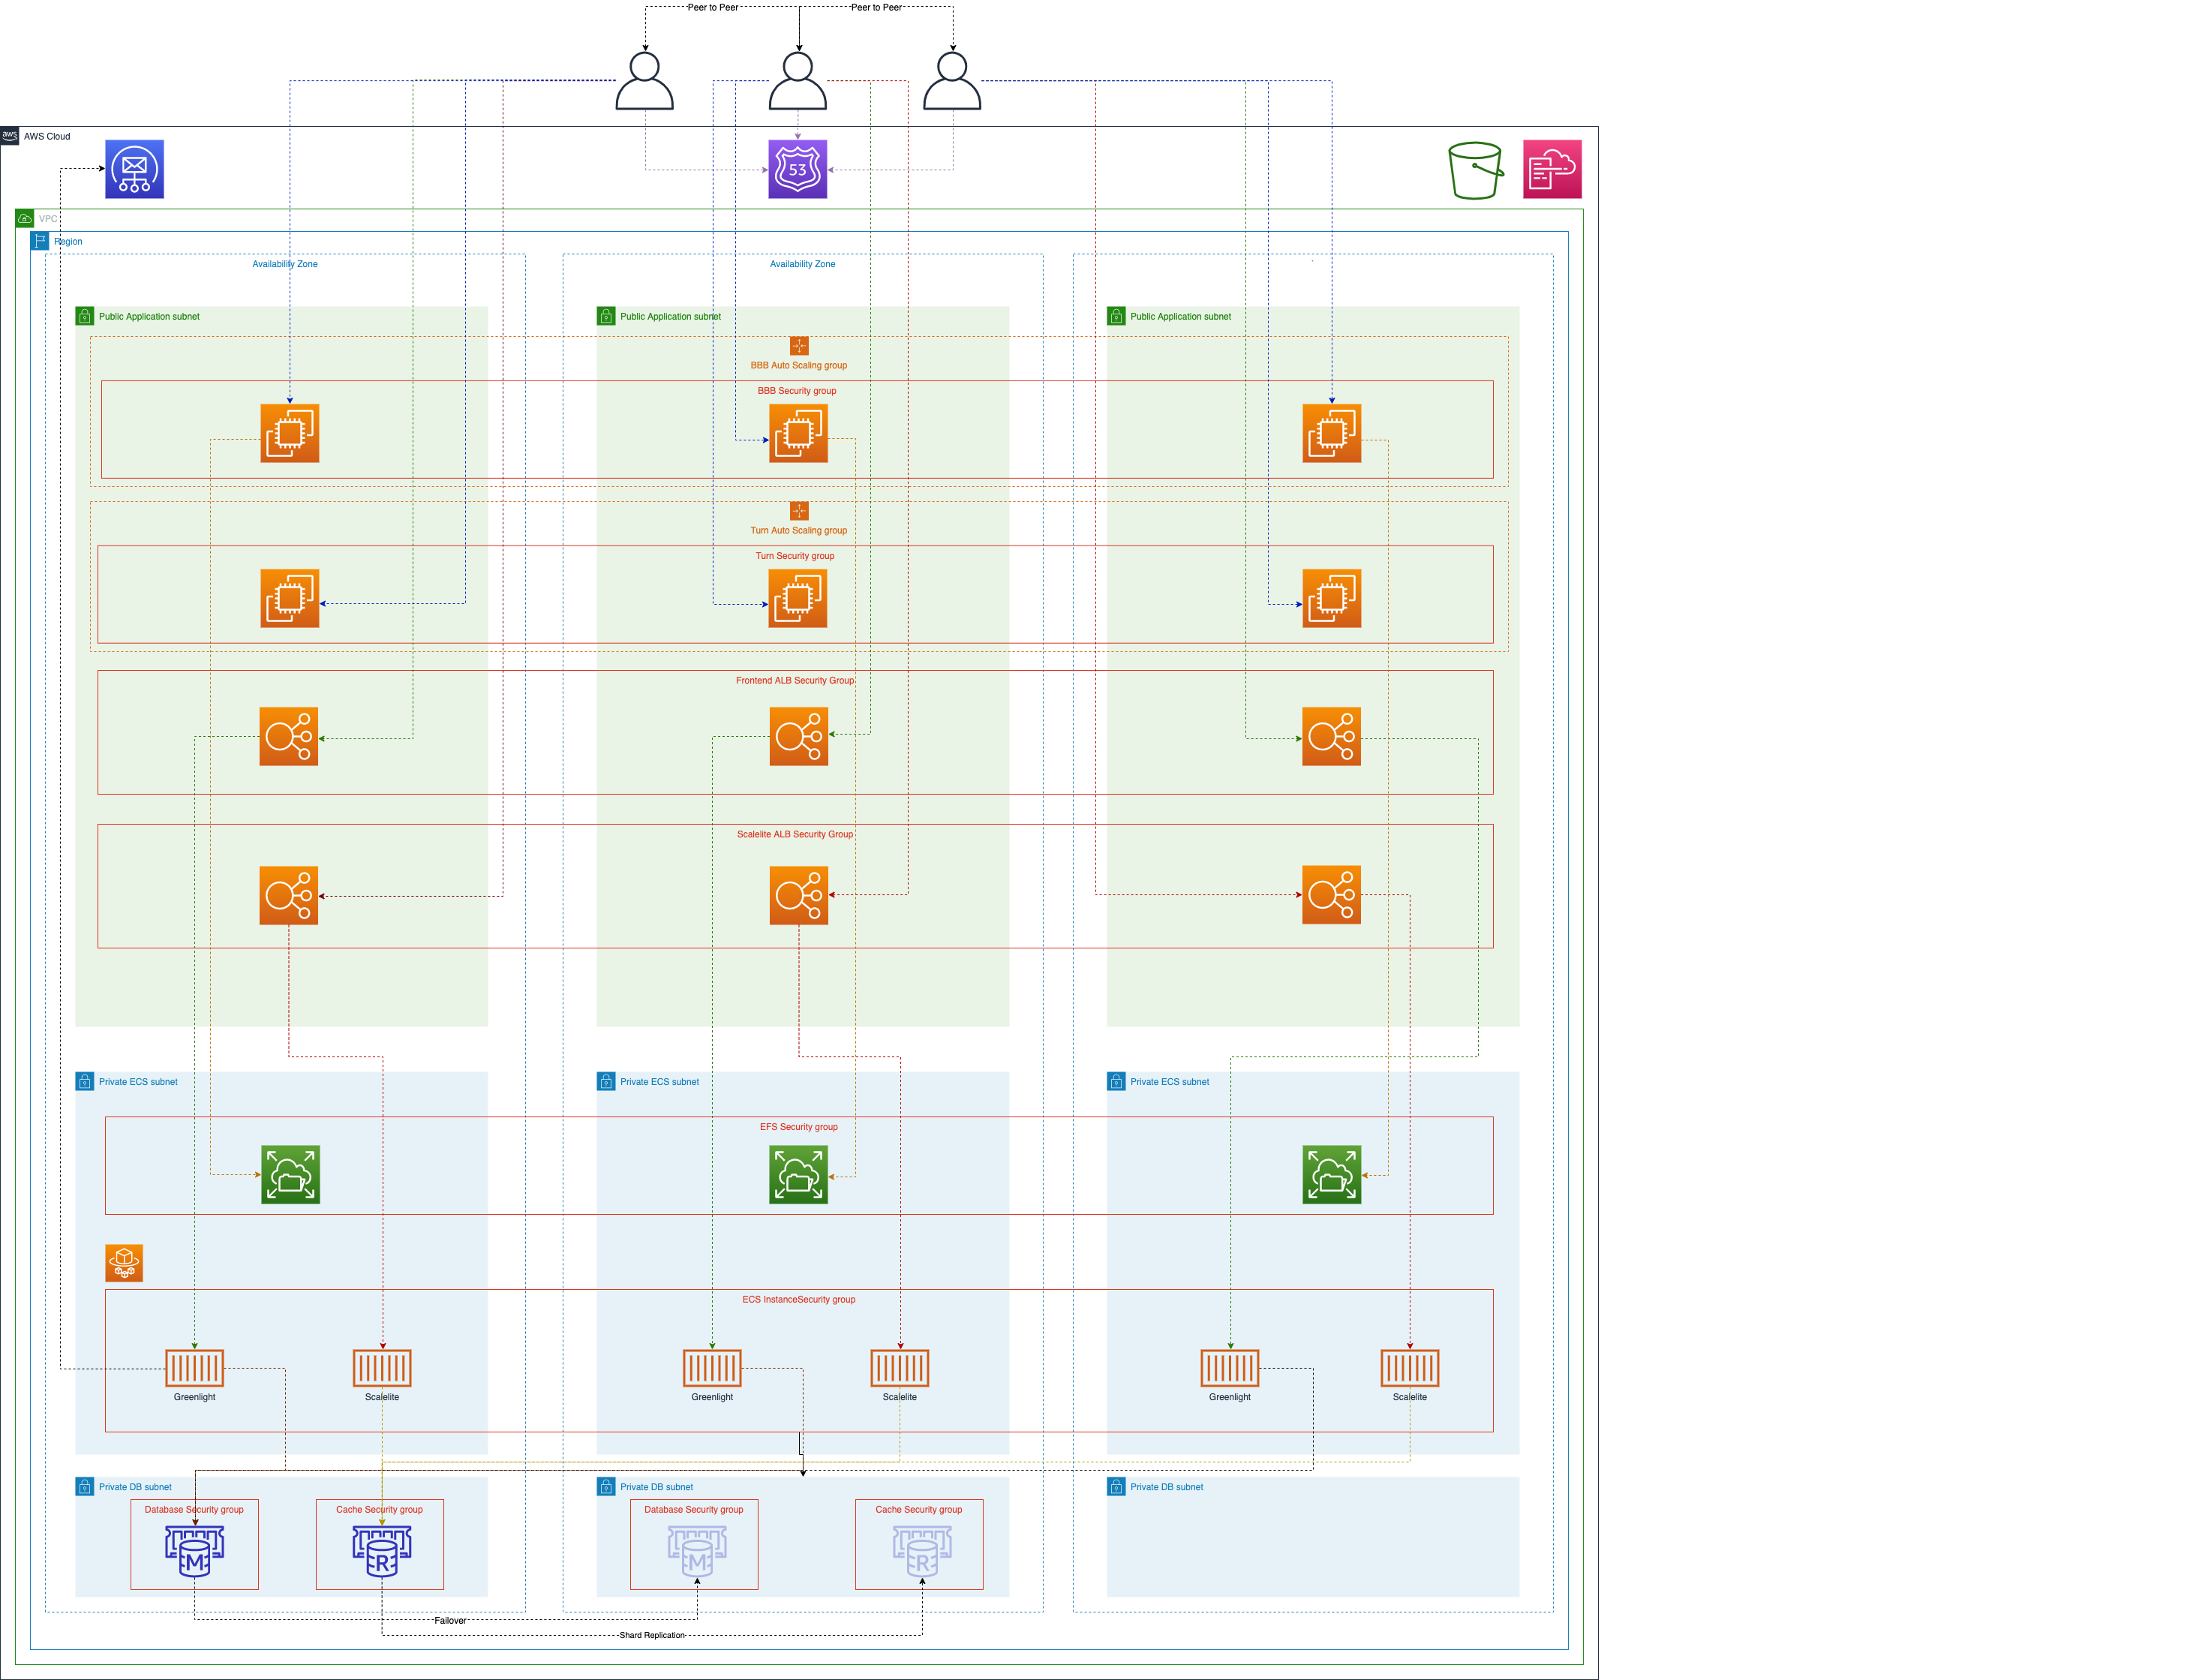 Peer to Peer
Peer to Peer
aws
AWS Cloud
53
VPC
Region
Availability Zone
Availability Zone
Public Application subnet
Public Application subnet
Public Application subnet
BBB Auto Scaling group
BBB Security group
Turn Auto Scaling group
Turn Security group
Frontend ALB Security Group
Scalelite ALB Security Group
Private ECS subnet
Private ECS subnet
Private ECS subnet
EFS Security group
ECS InstanceSecurity group
Greenlight
Scalelite
Greenlight
Scalelite
Greenlight
Scalelite
Private DB subnet
Private DB subnet
Private DB subnet
Database Security group
Cache Security group
Database Security group
Cache Security group
M
R
M
R
Failover
Shard Replication